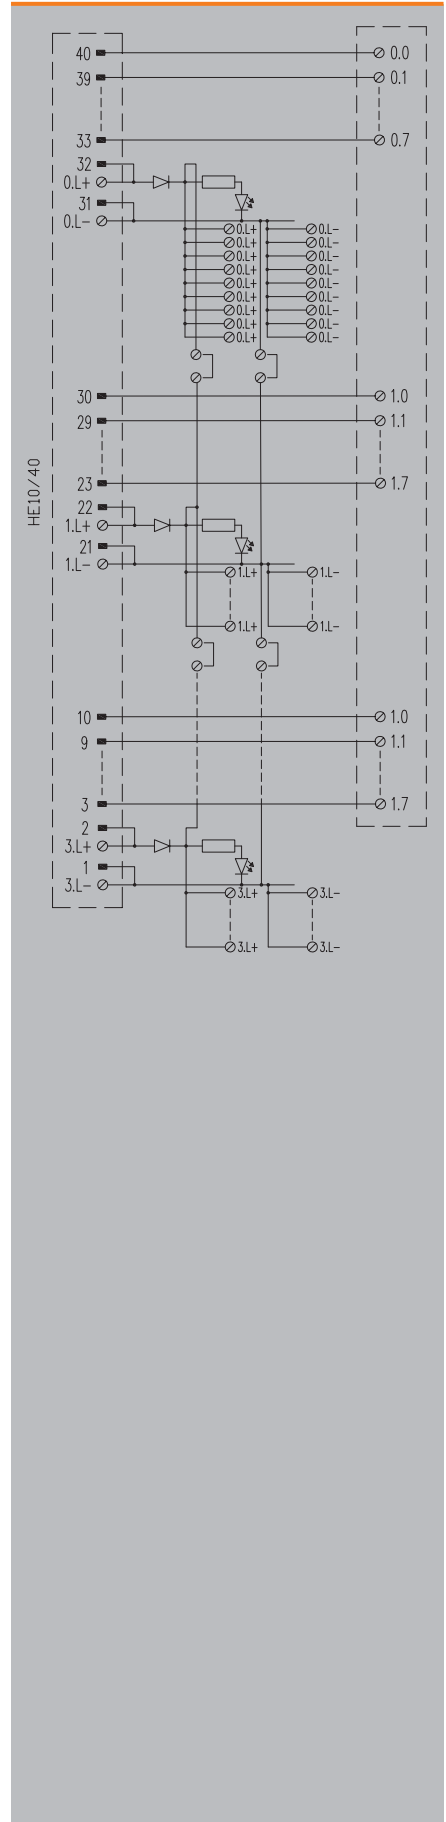 40 0.0
39 0.1
33 0.7
32
0.L+
31
0.L-
0.L+ 0.L-
0.L+ 0.L-
0.L+ 0.L-
0.L+ 0.L-
0.L+ 0.L-
0.L+ 0.L-
0.L+ 0.L-
0.L+ 0.L-
0.L+ 0.L-
30 1.0
29 1.1
HE10/40
23 1.7
22
1.L+
21
1.L-
1.L+ 1.L-
1.L+ 1.L-
10 1.0
9 1.1
3 1.7
2
3.L+
1
3.L-
3.L+ 3.L-
3.L+ 3.L-